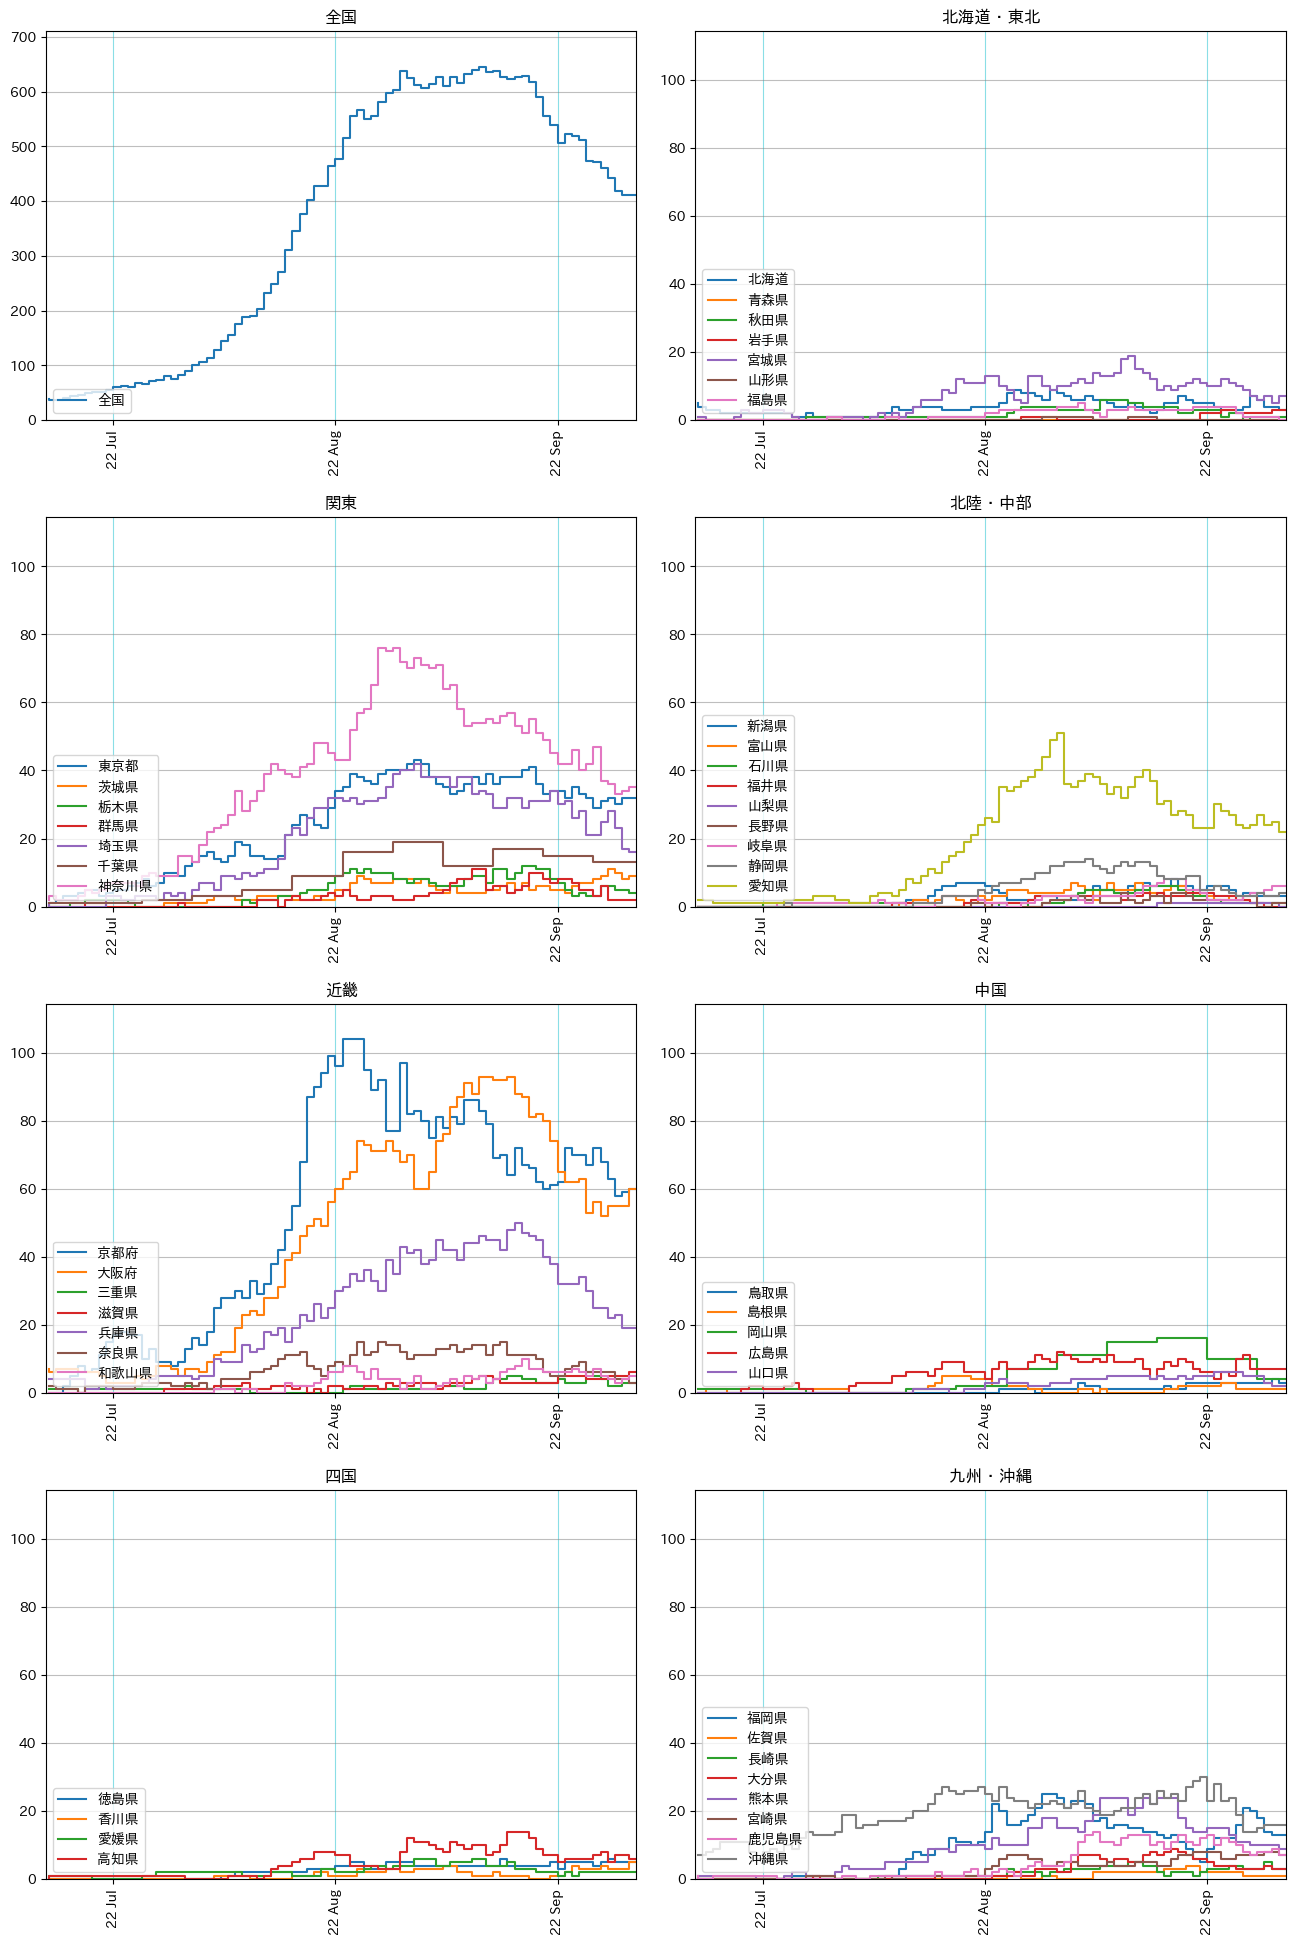 全国
700
600
500
400
300
200
100
0
全国
22 Jul
22 Aug
22 Sep
北海道・東北
100
80
60
40
20
0
北海道
青森県
秋田県
岩手県
宮城県
山形県
福島県
22 Jul
22 Aug
22 Sep
関東
100
80
60
40
20
0
東京都
茨城県
栃木県
群馬県
埼玉県
千葉県
神奈川県
22 Jul
22 Aug
22 Sep
北陸・中部
100
80
60
40
20
0
新潟県
富山県
石川県
福井県
山梨県
長野県
岐阜県
静岡県
愛知県
22 Jul
22 Aug
22 Sep
近畿
100
80
60
40
20
0
京都府
大阪府
三重県
滋賀県
兵庫県
奈良県
和歌山県
22 Jul
22 Aug
22 Sep
中国
100
80
60
40
20
0
鳥取県
島根県
岡山県
広島県
山口県
22 Jul
22 Aug
22 Sep
四国
100
80
60
40
20
0
徳島県
香川県
愛媛県
高知県
22 Jul
22 Aug
22 Sep
九州・沖縄
100
80
60
40
20
0
福岡県
佐賀県
長崎県
大分県
熊本県
宮崎県
鹿児島県
沖縄県
22 Jul
22 Aug
22 Sep